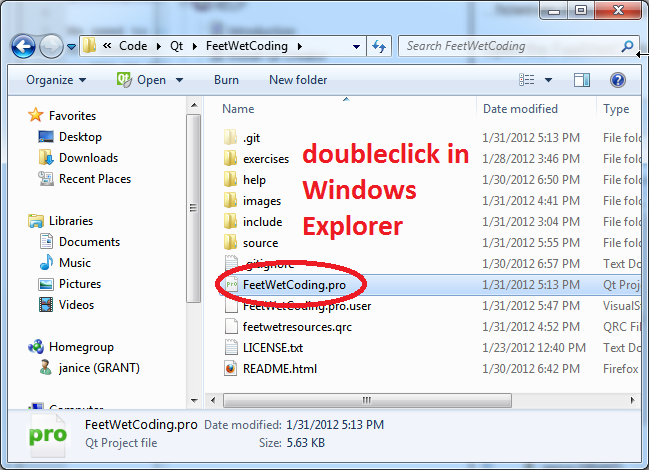 « Code ▸ Qt ▸ FeetWetCoding ▸
Search FeetWetCoding
Organize Open Burn New folder
Favorites
Desktop
Downloads
Recent Places
Libraries
Documents
Music
Pictures
Videos
Homegroup
janice (GRANT)
Computer
Name Date modified Type
.git 1/31/2012 5:13 PM File fold
exercises 1/28/2012 3:46 PM File fold
help 1/30/2012 6:50 PM File fold
images 1/31/2012 4:41 PM File fold
include 1/31/2012 3:04 PM File fold
source 1/31/2012 5:55 PM File fold
.gitignore 1/30/2012 6:57 PM Text Do
FeetWetCoding.pro 1/31/2012 5:13 PM Qt Proj
FeetWetCoding.pro.user 1/31/2012 5:47 PM VisualSt
feetwetresources.qrc 1/31/2012 4:52 PM QRC Fil
LICENSE.txt 1/23/2012 12:40 PM Text Do
README.html 1/30/2012 6:42 PM Firefox
doubleclick in
Windows
Explorer
pro
FeetWetCoding.pro Date modified: 1/31/2012 5:13 PM
Qt Project file Size: 5.63 KB